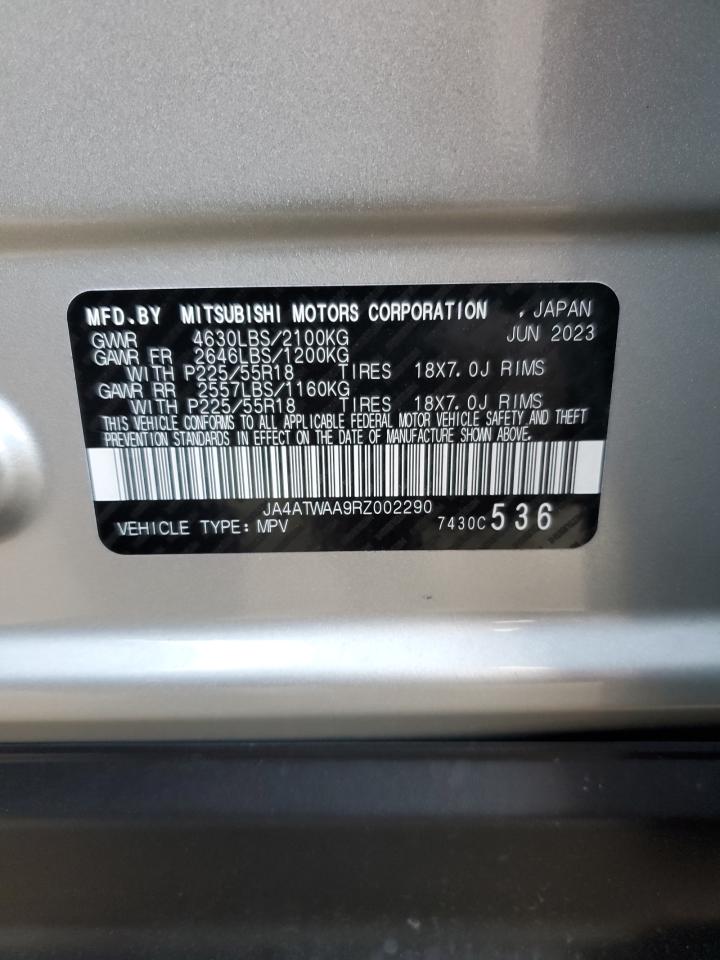 MFD.BY MITSUBISHI MOTORS CORPORATION , JAPAN
GVWR 4630LBS/2100KG JUN 2023
GAWR FR 2646LBS/1200KG
WITH P225/55R18 TIRES 18X7.0J RIMS
GAWR RR 2557LBS/1160KG
WITH P225/55R18 TIRES 18X7.0J RIMS
THIS VEHICLE CONFORMS TO ALL APPLICABLE FEDERAL MOTOR VEHICLE SAFETY AND THEFT
PREVENTION STANDARDS IN EFFECT ON THE DATE OF MANUFACTURE SHOWN ABOVE.
JA4ATWAA9RZ002290
VEHICLE TYPE: MPV 7430C 536